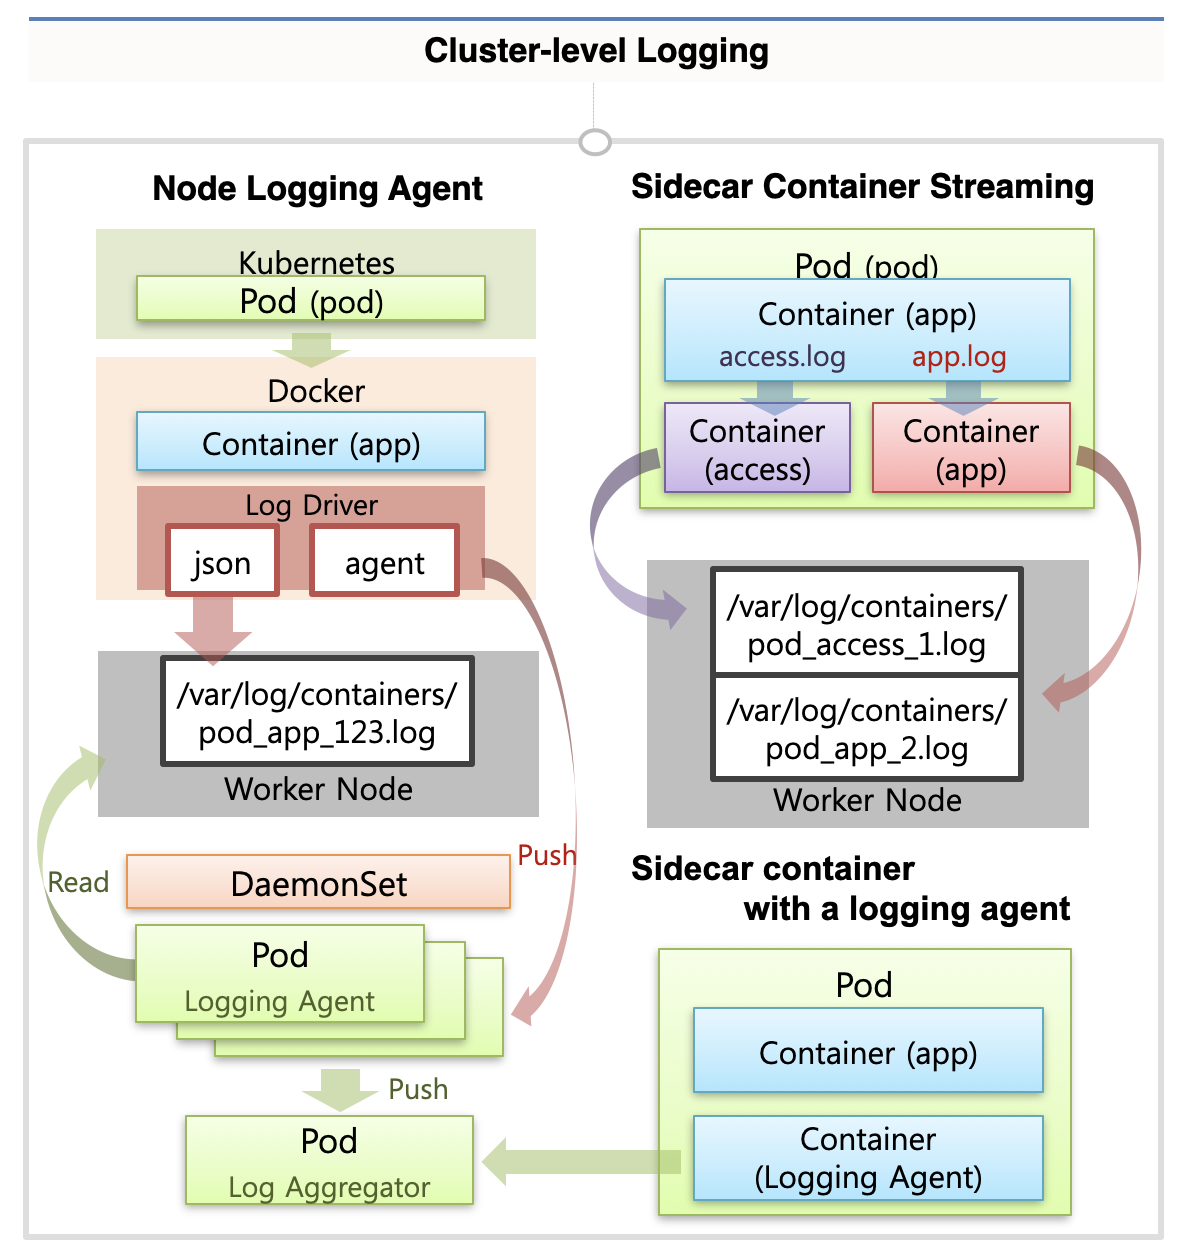 Cluster-level Logging
Node Logging Agent
Kubernetes
Pod (pod)
Docker
Container (app)
Log Driver
json
agent
/var/log/containers/
pod_app_123.log
Worker Node
Read
Push
DaemonSet
Pod
Logging Agent
Push
Pod
Log Aggregator
Sidecar Container Streaming
Pod (pod)
Container (app)
access.log
app.log
Container
(access)
Container
(app)
/var/log/containers/
pod_access_1.log
/var/log/containers/
pod_app_2.log
Worker Node
Sidecar container
with a logging agent
Pod
Container (app)
Container
(Logging Agent)